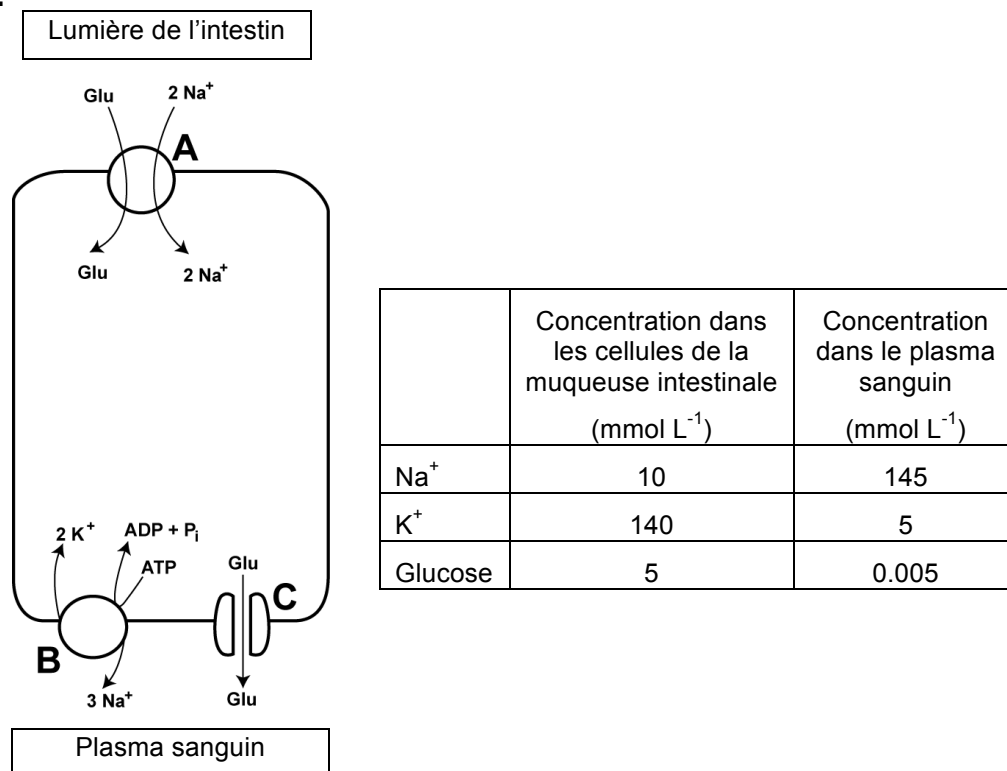 Lumière de l'intestin
Glu 2 Na+
A
Glu 2 Na+
2 K+ ADP + Pi
ATP Glu
C
B
3 Na+ Glu
Plasma sanguin
Concentration dans les cellules de la muqueuse intestinale (mmol L-1) Concentration dans le plasma sanguin (mmol L-1)
Na+ 10 145
K+ 140 5
Glucose 5 0.005